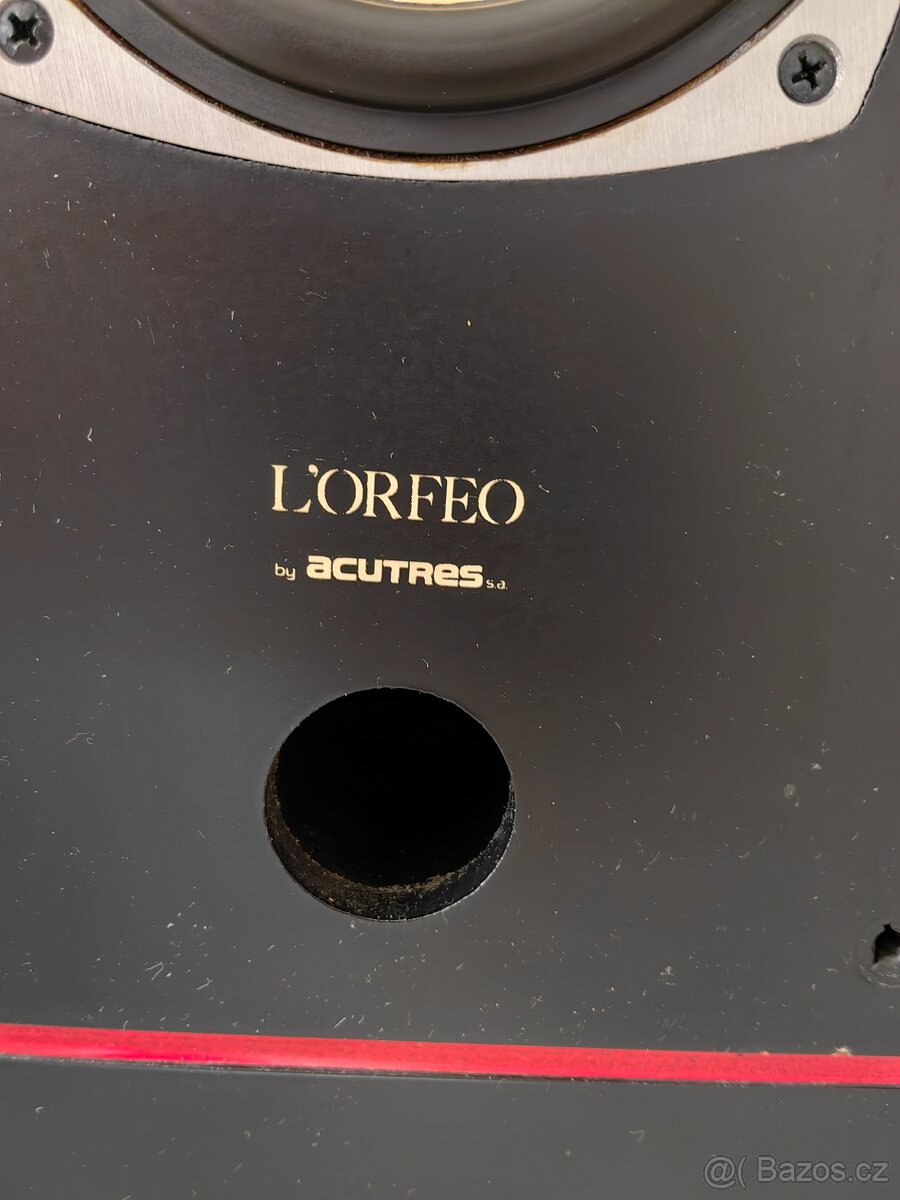 L'ORFEO
by acutres s.a.
@( Bazos.cz